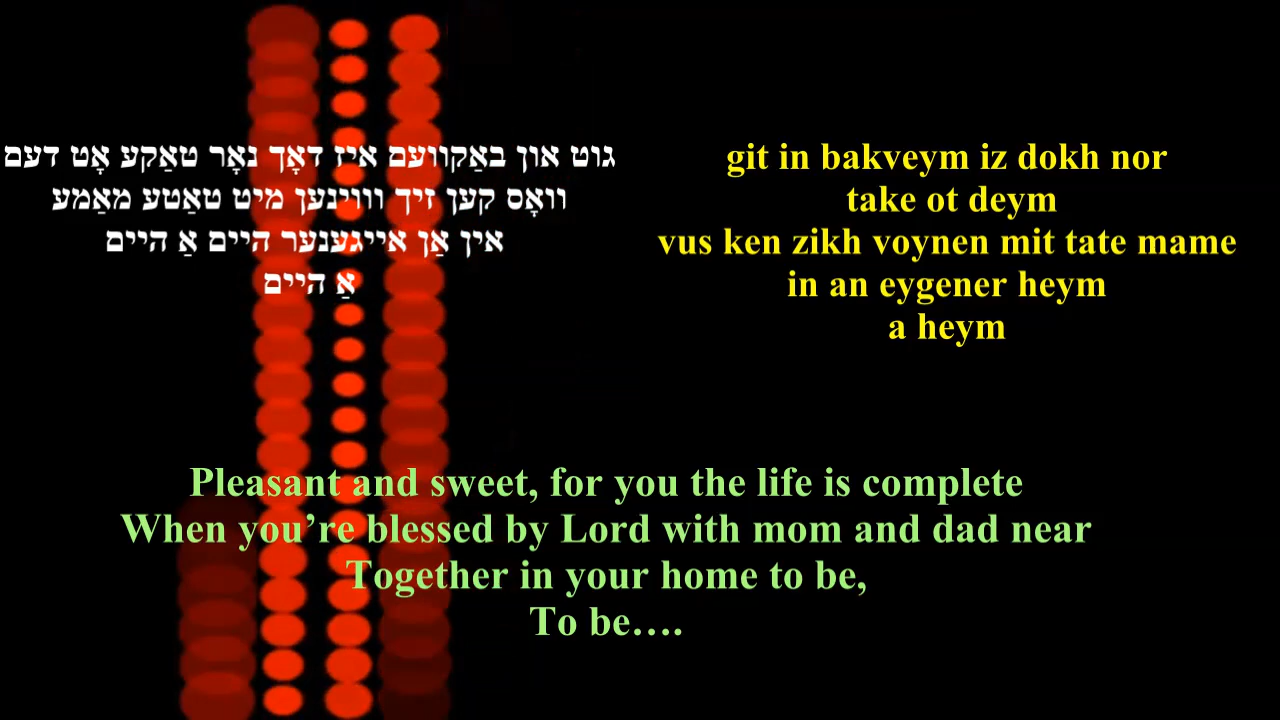 גוט און באַקוועם איז דאָך נאָר טאַקע אָט דעם
וואָס קען זיך וווינען מיט טאַטע מאַמע
אין אַן אייגענער היים אַ היים
אַ היים
git in bakveym iz dokh nor
take ot deym
vus ken zikh voynen mit tate mame
in an eygener heym
a heym
Pleasant and sweet, for you the life is complete
When you’re blessed by Lord with mom and dad near
Together in your home to be,
To be….